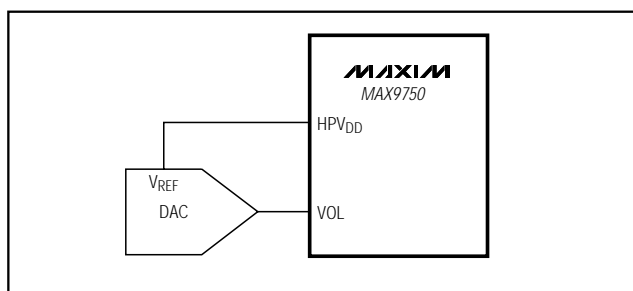 MAXIM
MAX9750
HPVDD
VREF
DAC
VOL